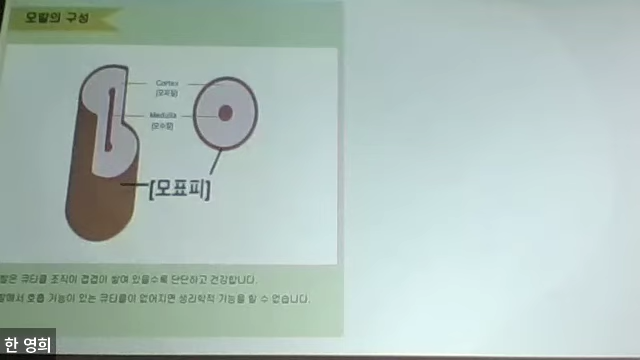 모발의 구성
Cortex
[모피질]
Medulla
[모수질]
[모표피]
큐티클 조직이 겹겹이 쌓여 있을수록 단단하고 건강합니다.
호흡 기능이 있는 큐티클이 없어지면 생리학적 기능을 할 수 없습니다.
한 영희